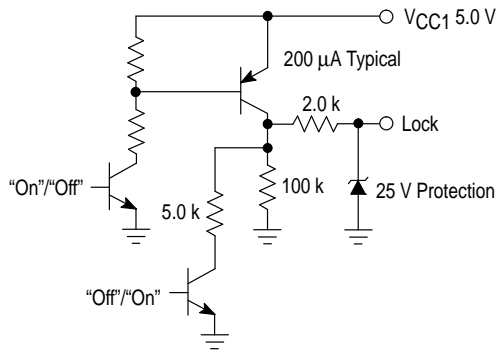 VCC1 5.0 V
200 µA Typical
2.0 k
Lock
“On”/“Off”
5.0 k
100 k
25 V Protection
“Off”/“On”